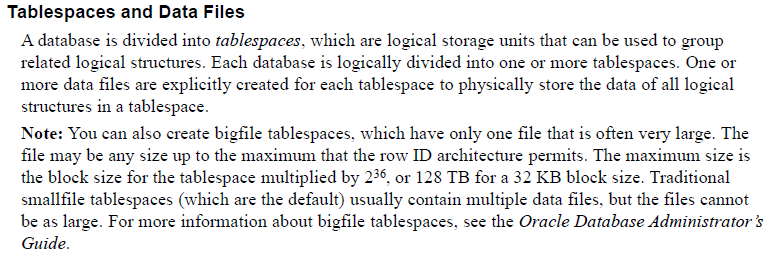 Tablespaces and Data Files
A database is divided into tablespaces, which are logical storage units that can be used to group
related logical structures. Each database is logically divided into one or more tablespaces. One or
more data files are explicitly created for each tablespace to physically store the data of all logical
structures in a tablespace.
Note: You can also create bigfile tablespaces, which have only one file that is often very large. The
file may be any size up to the maximum that the row ID architecture permits. The maximum size is
the block size for the tablespace multiplied by 2³⁶, or 128 TB for a 32 KB block size. Traditional
smallfile tablespaces (which are the default) usually contain multiple data files, but the files cannot
be as large. For more information about bigfile tablespaces, see the Oracle Database Administrator's
Guide.